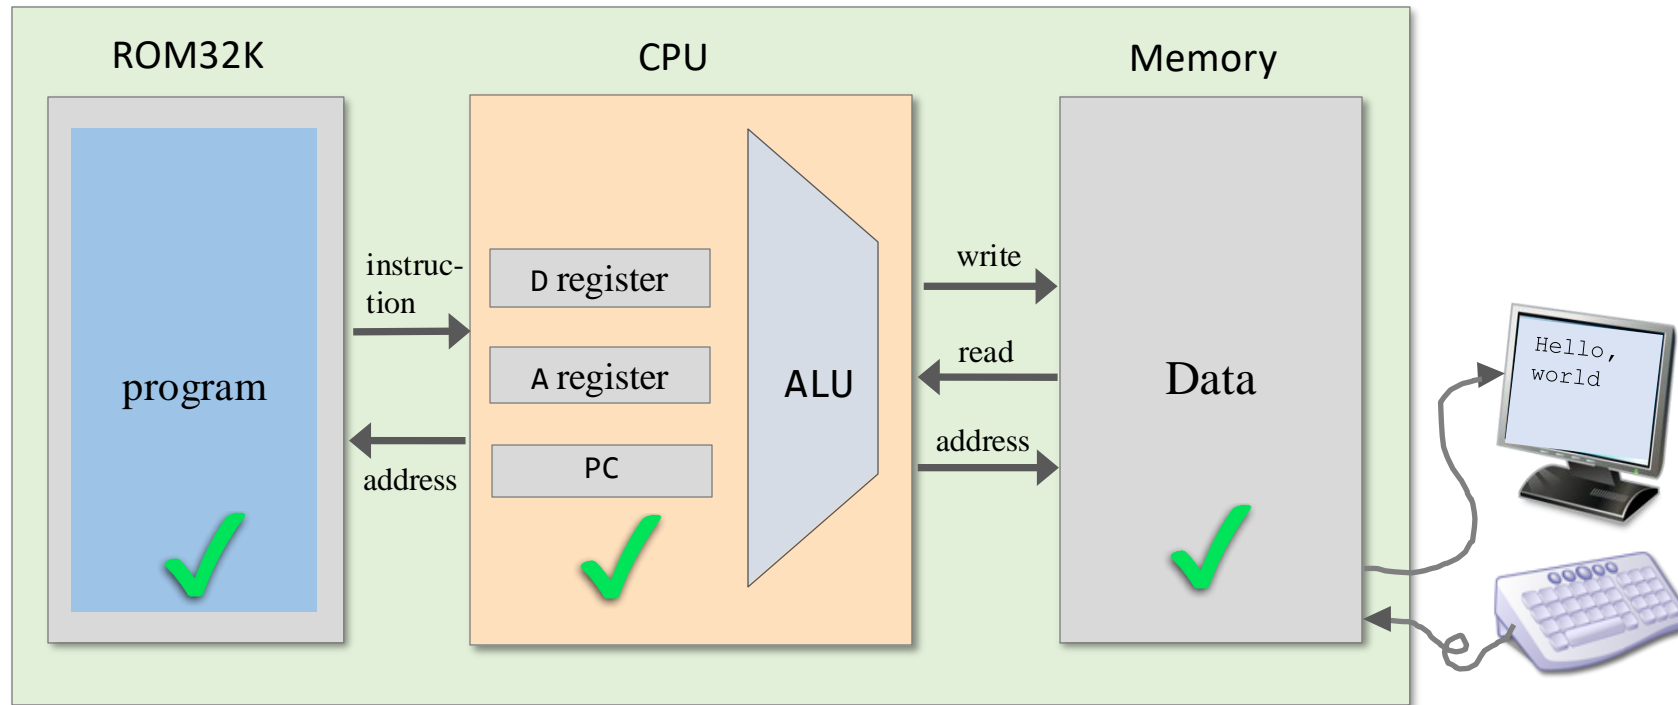 ROM32K
CPU
Memory
program
instruc-
tion
address
D register
A register
PC
ALU
write
read
address
Data
Hello,
world